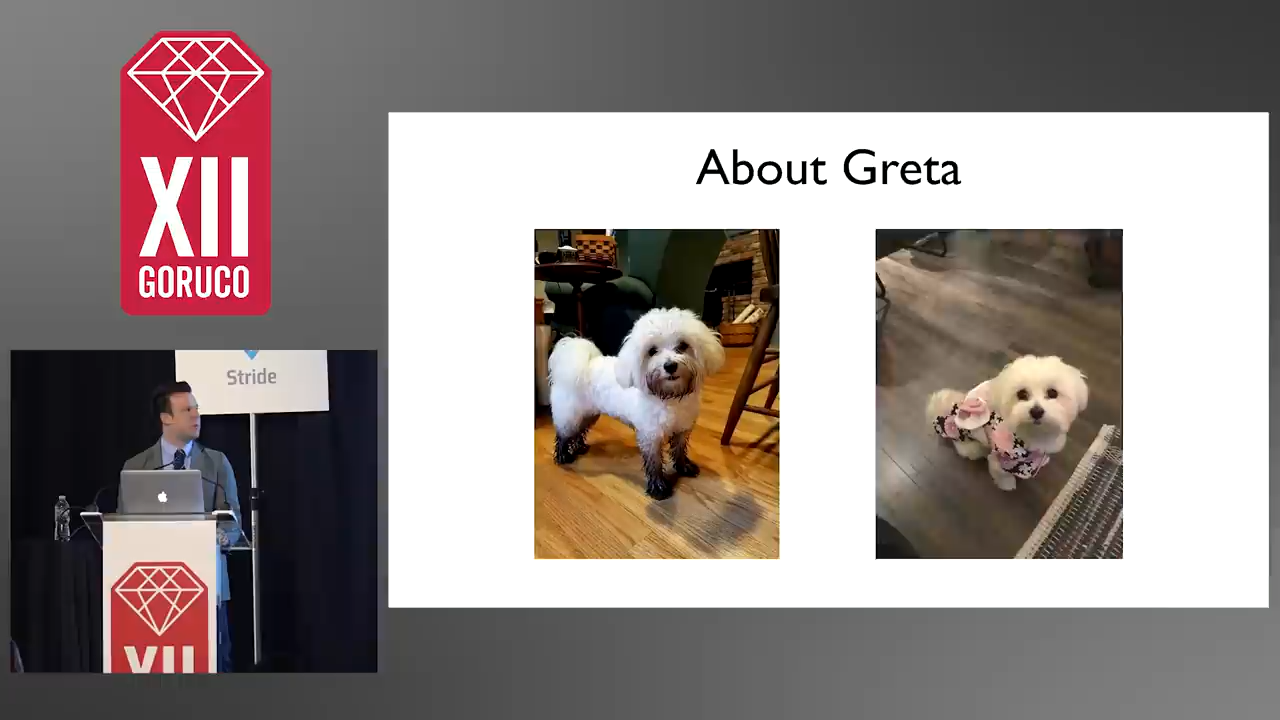 XII
GORUCO
About Greta
Stride
XII